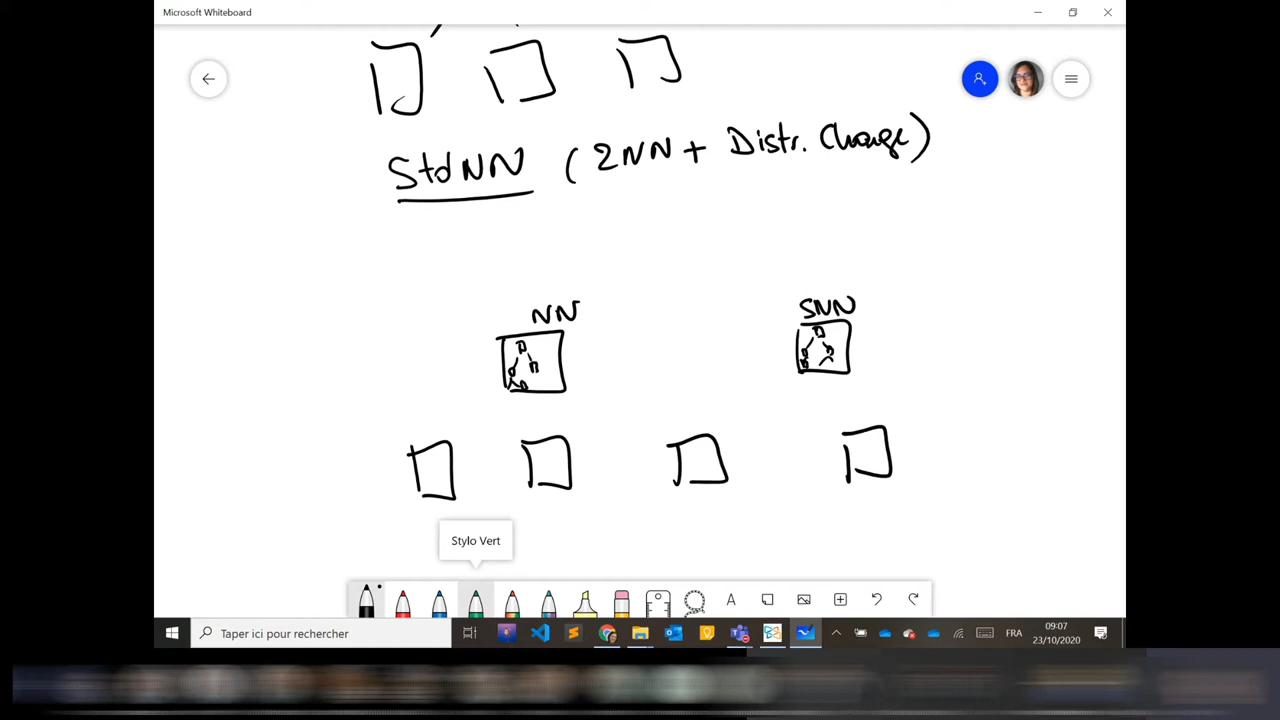 Microsoft Whiteboard
StdNN (2NN + Distr. Change)
NN
SNN
Stylo Vert
A
Taper ici pour rechercher
FRA
09:07
23/10/2020